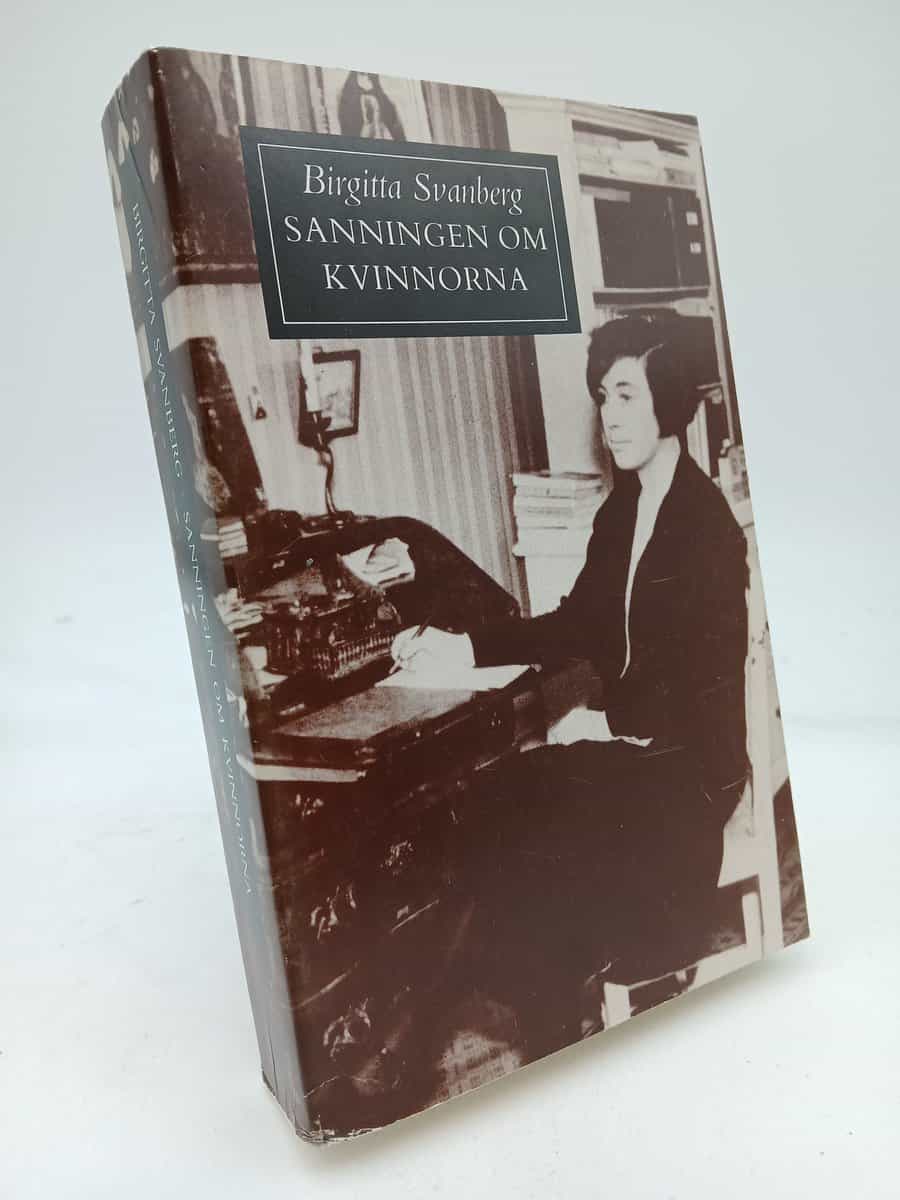 Birgitta Svanberg
SANNINGEN OM
KVINNORNA
BIRGITTA SVANBERG · SANNINGEN OM KVINNORNA